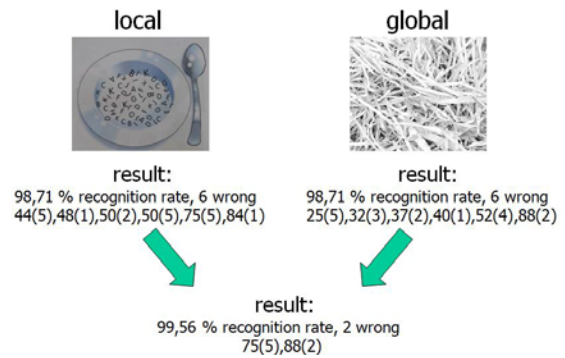 local
global
result:
98,71 % recognition rate, 6 wrong
44(5),48(1),50(2),50(5),75(5),84(1)
result:
98,71 % recognition rate, 6 wrong
25(5),32(3),37(2),40(1),52(4),88(2)
result:
99,56 % recognition rate, 2 wrong
75(5),88(2)